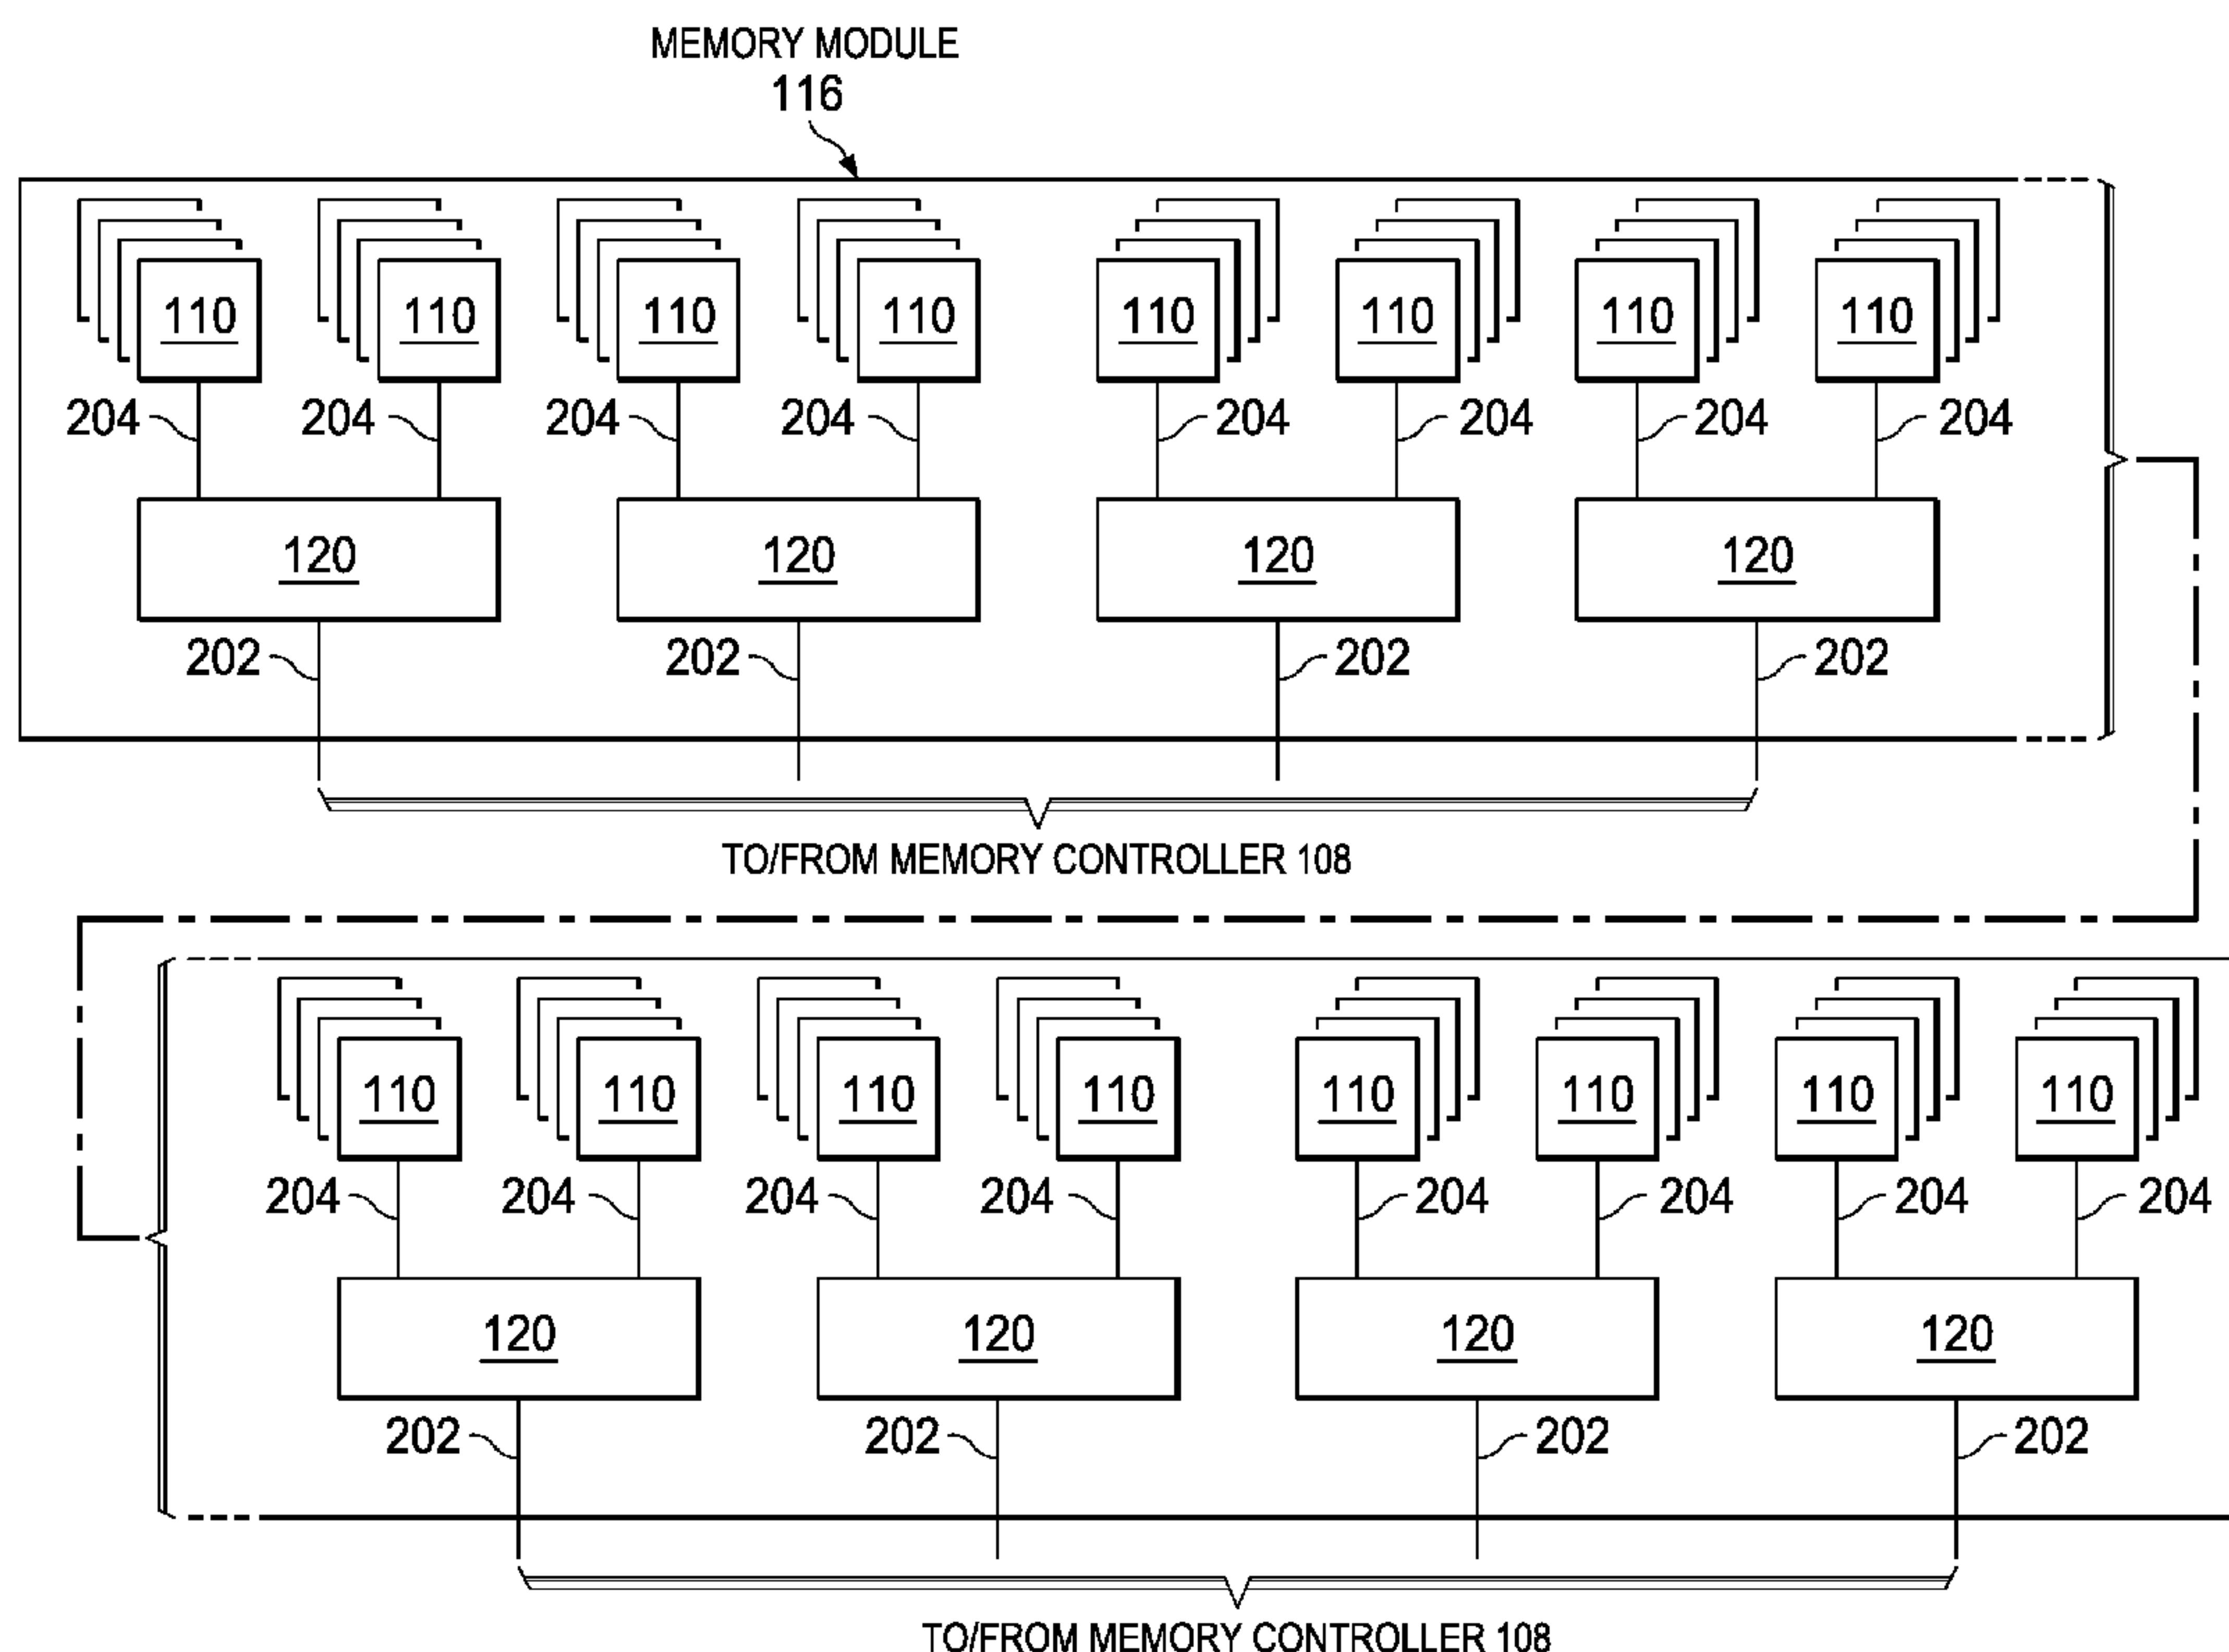 MEMORY MODULE
116
110 110 110 110 110 110 110 110
204 204 204 204 204 204 204 204
120 120 120 120
202 202 202 202
TO/FROM MEMORY CONTROLLER 108
110 110 110 110 110 110 110 110
204 204 204 204 204 204 204 204
120 120 120 120
202 202 202 202
TO/FROM MEMORY CONTROLLER 108